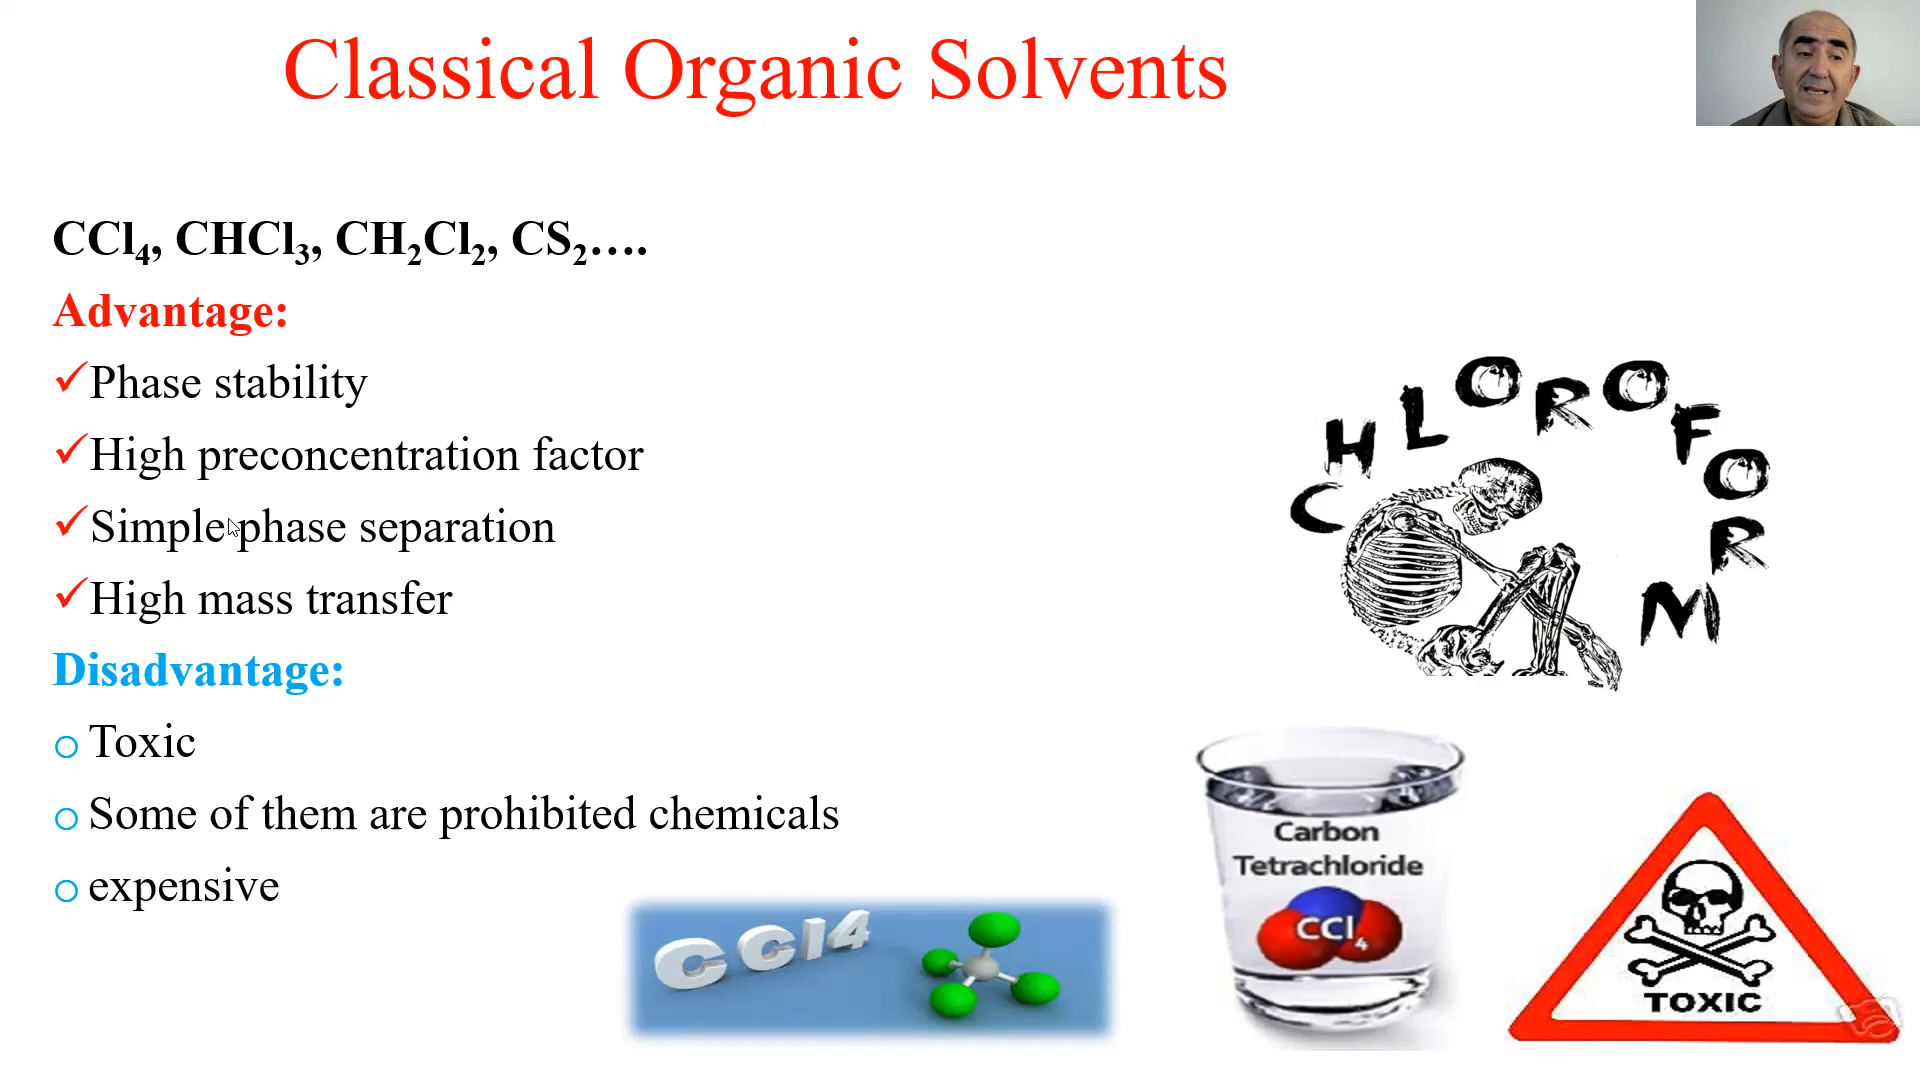 Classical Organic Solvents
CCl₄, CHCl₃, CH₂Cl₂, CS₂....
Advantage:
✓Phase stability
✓High preconcentration factor
✓Simple phase separation
✓High mass transfer
Disadvantage:
o Toxic
o Some of them are prohibited chemicals
o expensive
CHLOROFORM
Carbon
Tetrachloride
CCl₄
CCl4
TOXIC